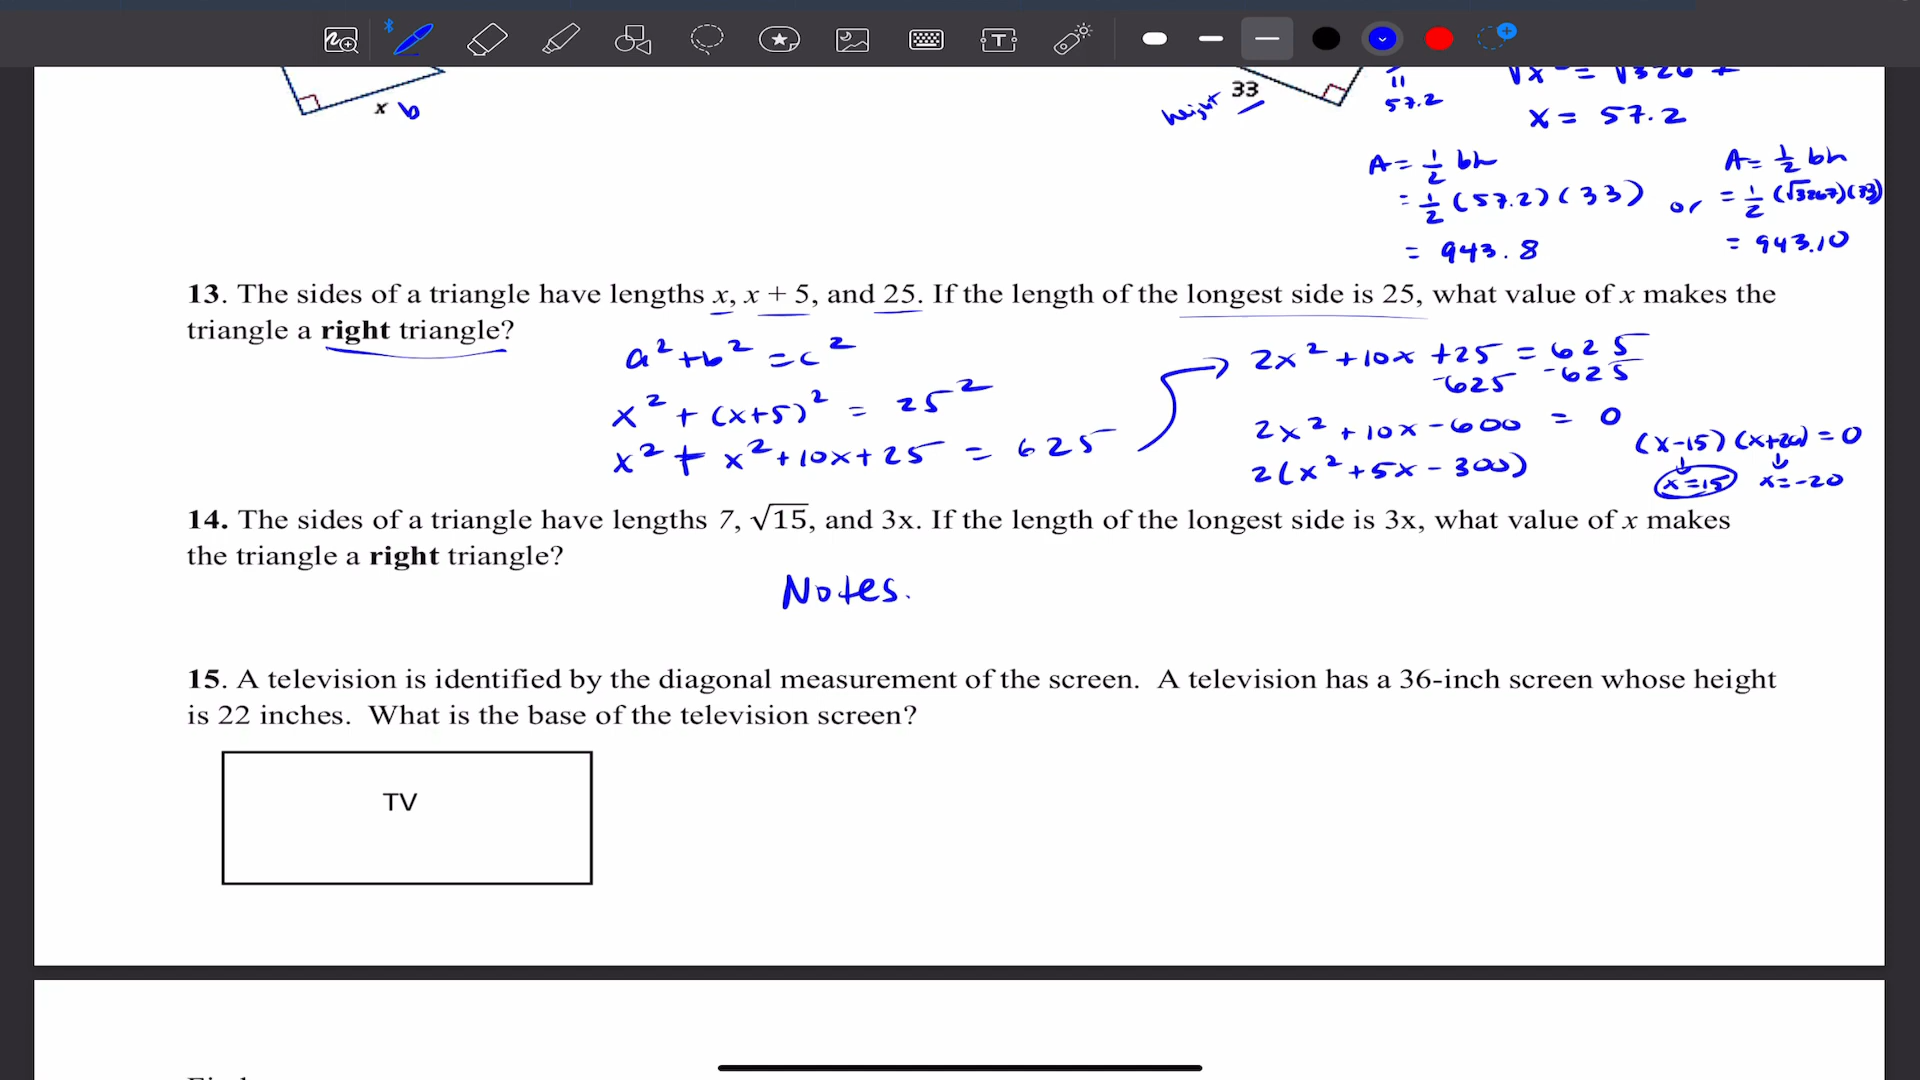 x b
height 33
11
57.2
√x = √326
x = 57.2
A = 1/2 bh
= 1/2 (57.2)(33)
= 943.8
or
A = 1/2 bh
= 1/2 (√3267)(33)
= 943.10
13. The sides of a triangle have lengths x, x + 5, and 25. If the length of the longest side is 25, what value of x makes the
triangle a right triangle?
a² + b² = c²
x² + (x+5)² = 25²
x² + x² + 10x + 25 = 625
2x² + 10x + 25 = 625
-625 -625
2x² + 10x - 600 = 0
2(x² + 5x - 300)
(x-15)(x+20) = 0
x=15 x=-20
14. The sides of a triangle have lengths 7, √15, and 3x. If the length of the longest side is 3x, what value of x makes
the triangle a right triangle?
Notes.
15. A television is identified by the diagonal measurement of the screen. A television has a 36-inch screen whose height
is 22 inches. What is the base of the television screen?
TV